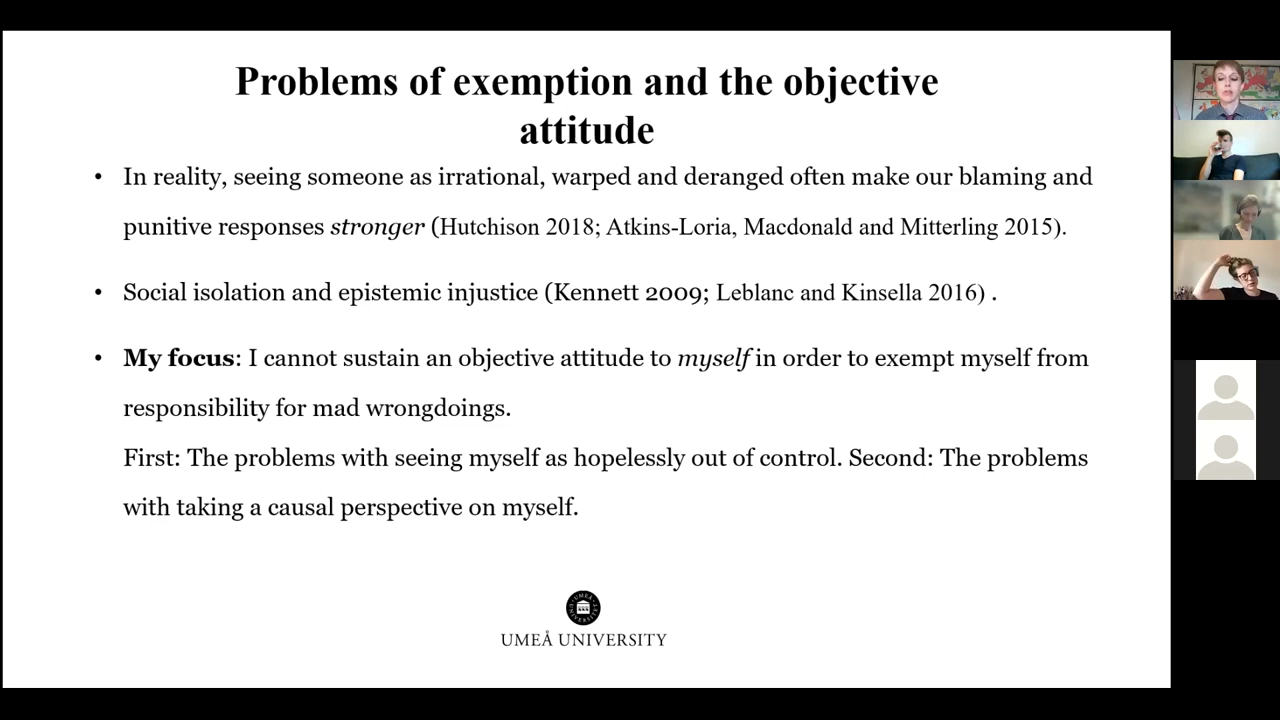 Problems of exemption and the objective
attitude
• In reality, seeing someone as irrational, warped and deranged often make our blaming and
punitive responses stronger (Hutchison 2018; Atkins-Loria, Macdonald and Mitterling 2015).
• Social isolation and epistemic injustice (Kennett 2009; Leblanc and Kinsella 2016) .
• My focus: I cannot sustain an objective attitude to myself in order to exempt myself from
responsibility for mad wrongdoings.
First: The problems with seeing myself as hopelessly out of control. Second: The problems
with taking a causal perspective on myself.
UMEÅ UNIVERSITY